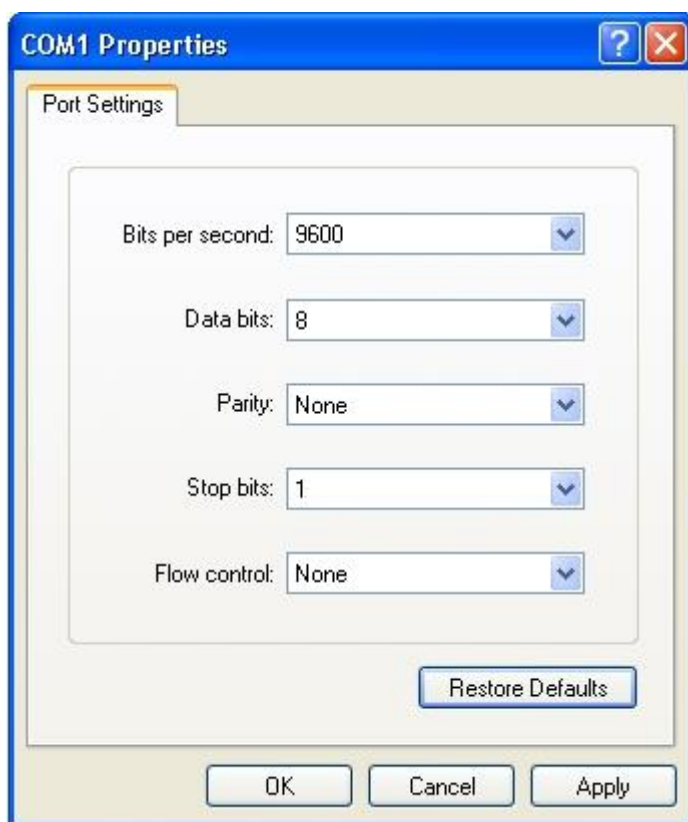 COM1 Properties
Port Settings
Bits per second: 9600
Data bits: 8
Parity: None
Stop bits: 1
Flow control: None
Restore Defaults
OK Cancel Apply